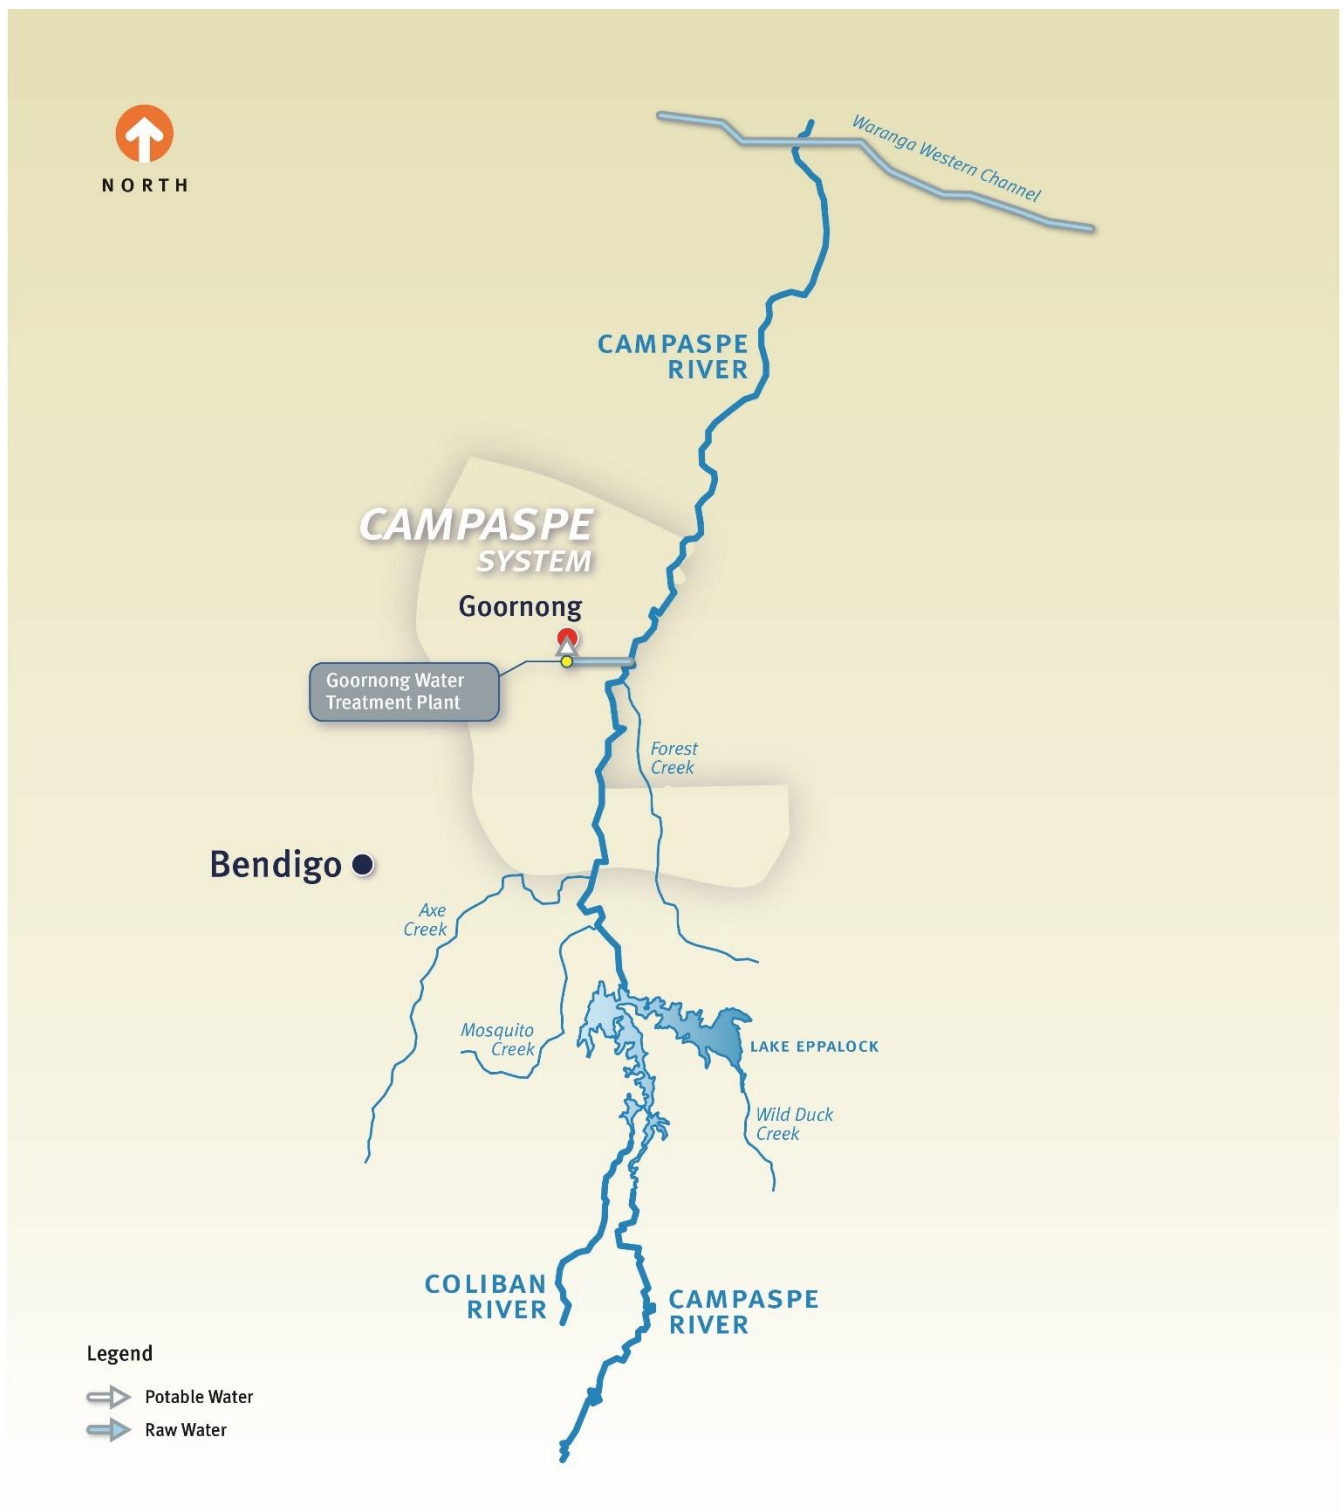 NORTH
Waranga Western Channel
CAMPASPE
RIVER
CAMPASPE
SYSTEM
Goornong
Goornong Water
Treatment Plant
Forest
Creek
Bendigo
Axe
Creek
Mosquito
Creek
LAKE EPPALOCK
Wild Duck
Creek
COLIBAN
RIVER
CAMPASPE
RIVER
Legend
Potable Water
Raw Water